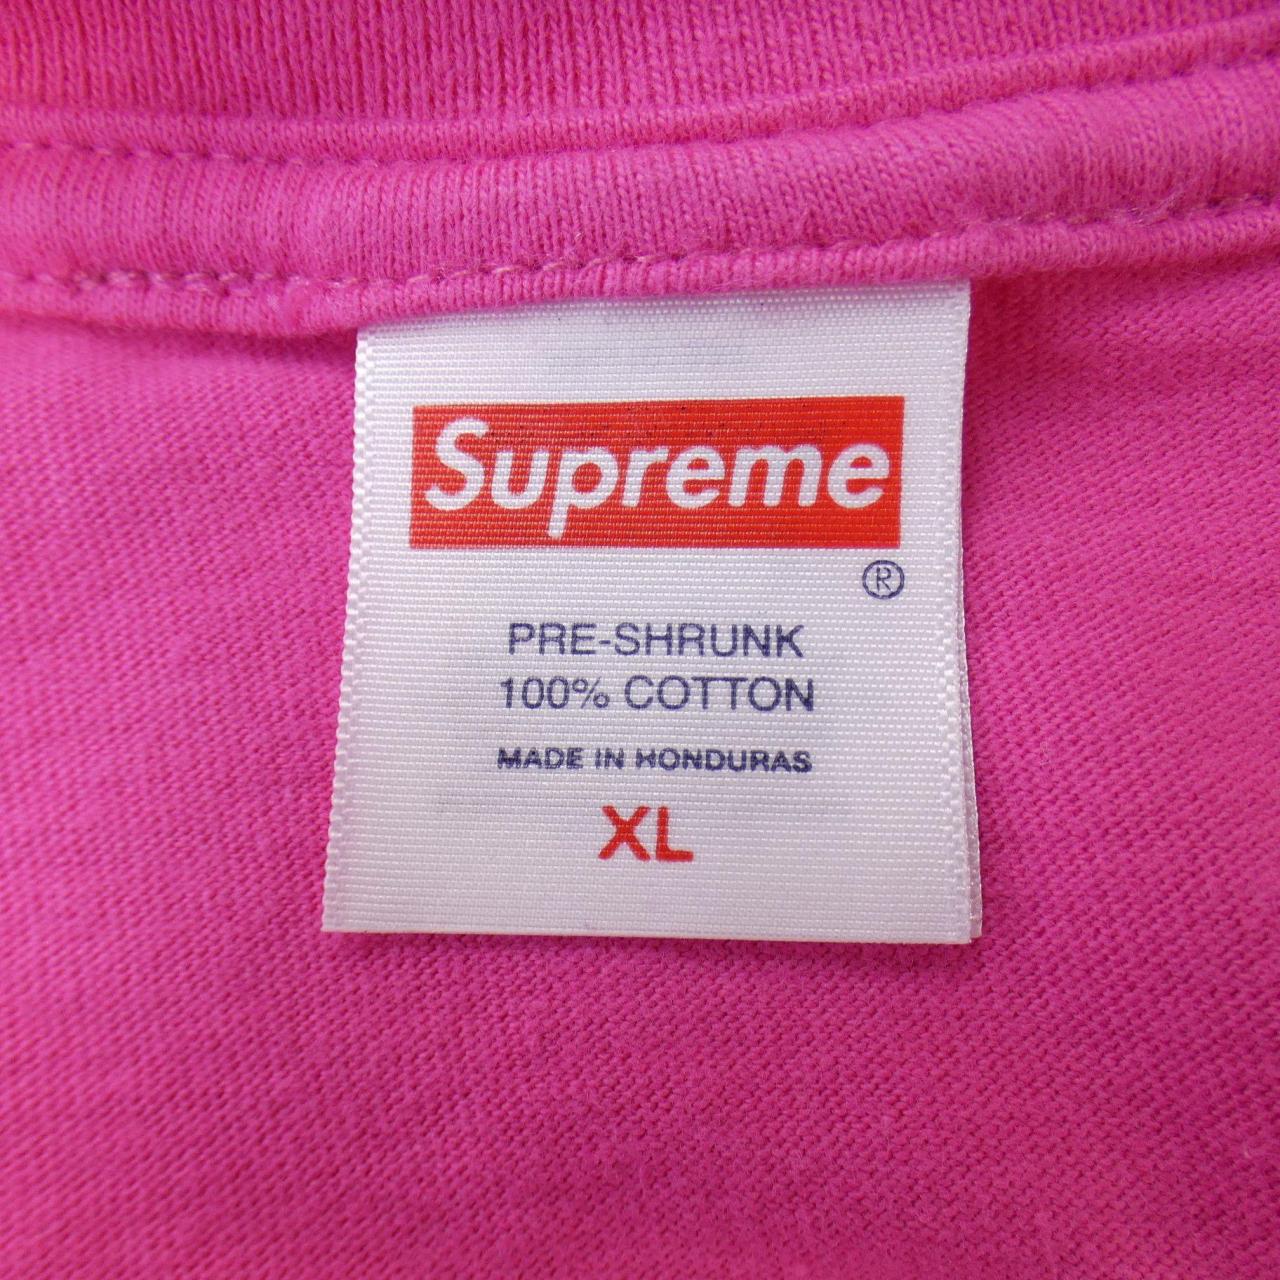 Supreme
®
PRE-SHRUNK
100% COTTON
MADE IN HONDURAS
XL